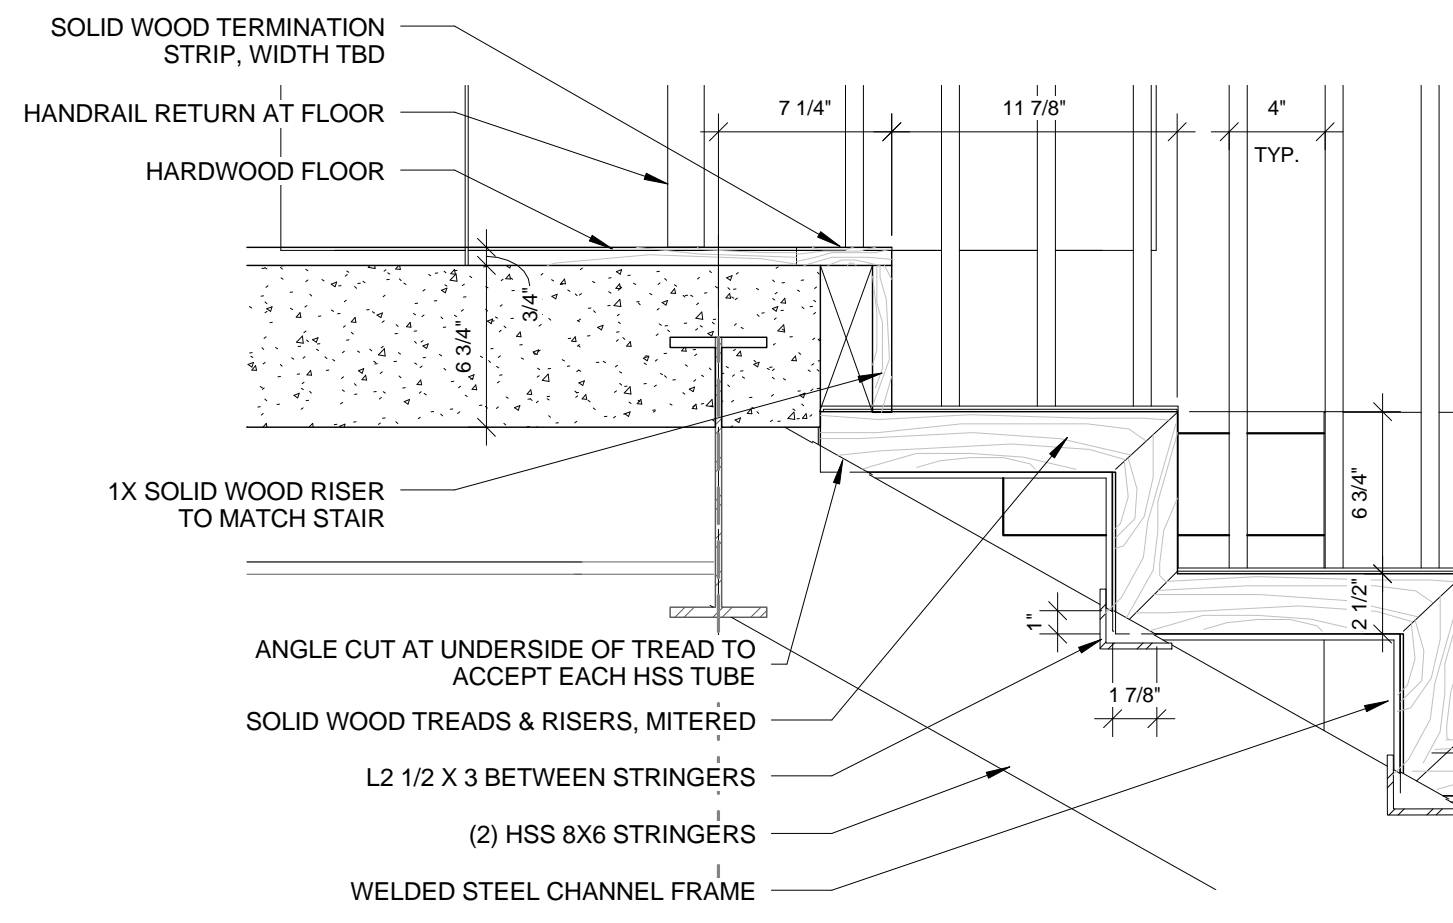 SOLID WOOD TERMINATION
STRIP, WIDTH TBD
HANDRAIL RETURN AT FLOOR
HARDWOOD FLOOR
7 1/4"
11 7/8"
4"
TYP.
3/4"
6 3/4"
1X SOLID WOOD RISER
TO MATCH STAIR
6 3/4"
2 1/2"
1"
1 7/8"
ANGLE CUT AT UNDERSIDE OF TREAD TO
ACCEPT EACH HSS TUBE
SOLID WOOD TREADS & RISERS, MITERED
L2 1/2 X 3 BETWEEN STRINGERS
(2) HSS 8X6 STRINGERS
WELDED STEEL CHANNEL FRAME